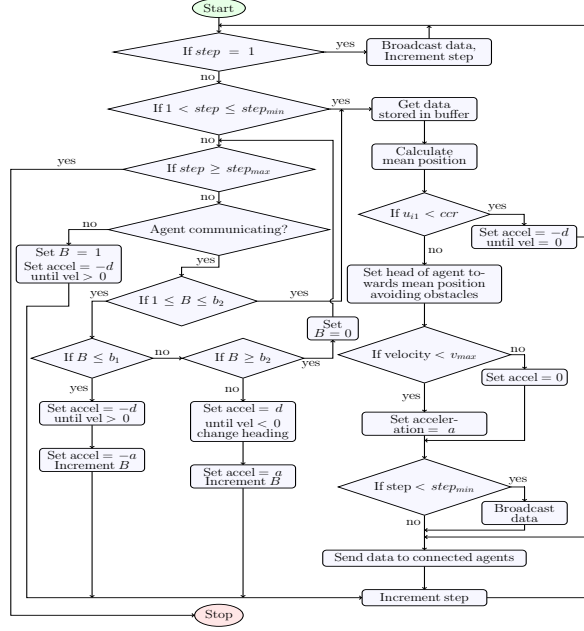 Start
If step = 1
yes
Broadcast data,
Increment step
no
If 1 < step ≤ step_min
yes
Get data
stored in buffer
no
Calculate
mean position
yes
If step ≥ step_max
no
If u_i1 < ccr
yes
Set accel = −d
until vel = 0
no
Agent communicating?
no
Set B = 1
Set accel = −d
until vel > 0
yes
Set head of agent to-
wards mean position
avoiding obstacles
If 1 ≤ B ≤ b_2
yes
yes
Set
B = 0
If B ≤ b_1
no
If B ≥ b_2
yes
If velocity < v_max
no
Set accel = 0
yes
Set accel = −d
until vel > 0
no
Set accel = d
until vel < 0
change heading
yes
Set acceler-
ation = a
Set accel = −a
Increment B
Set accel = a
Increment B
If step < step_min
yes
Broadcast
data
no
Send data to connected agents
Increment step
Stop